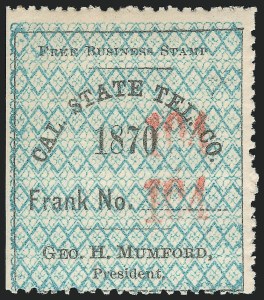 FREE BUSINESS STAMP.
CAL. STATE TEL. CO.
1870
Frank No.
GEO. H. MUMFORD,
President.